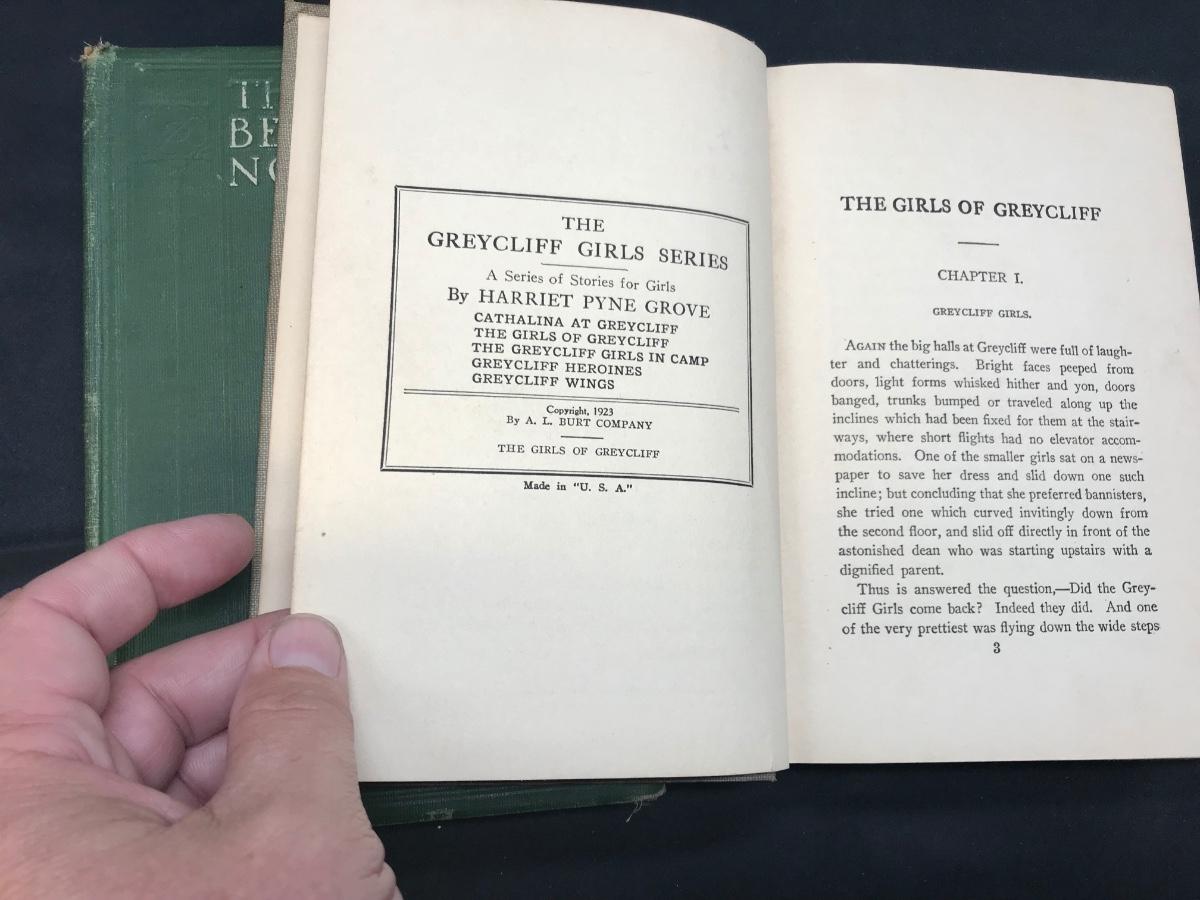 THE
GREYCLIFF GIRLS SERIES
A Series of Stories for Girls
By HARRIET PYNE GROVE
CATHALINA AT GREYCLIFF
THE GIRLS OF GREYCLIFF
THE GREYCLIFF GIRLS IN CAMP
GREYCLIFF HEROINES
GREYCLIFF WINGS
Copyright, 1923
By A. L. BURT COMPANY
THE GIRLS OF GREYCLIFF
Made in "U. S. A."
THE GIRLS OF GREYCLIFF
CHAPTER I.
GREYCLIFF GIRLS.
AGAIN the big halls at Greycliff were full of laugh-
ter and chatterings. Bright faces peeped from
doors, light forms whisked hither and yon, doors
banged, trunks bumped or traveled along up the
inclines which had been fixed for them at the stair-
ways, where short flights had no elevator accom-
modations. One of the smaller girls sat on a news-
paper to save her dress and slid down one such
incline; but concluding that she preferred bannisters,
she tried one which curved invitingly down from
the second floor, and slid off directly in front of the
astonished dean who was starting upstairs with a
dignified parent.
Thus is answered the question,—Did the Grey-
cliff Girls come back? Indeed they did. And one
of the very prettiest was flying down the wide steps
3